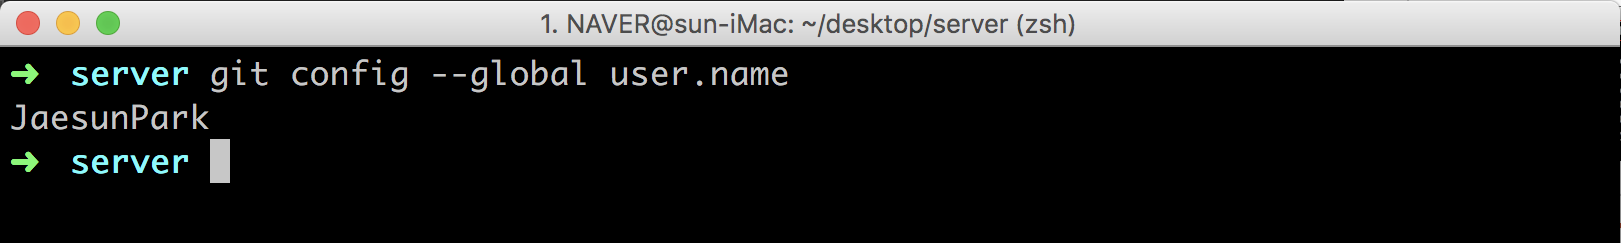 1. NAVER@sun-iMac: ~/desktop/server (zsh)
➜ server git config --global user.name
JaesunPark
➜ server